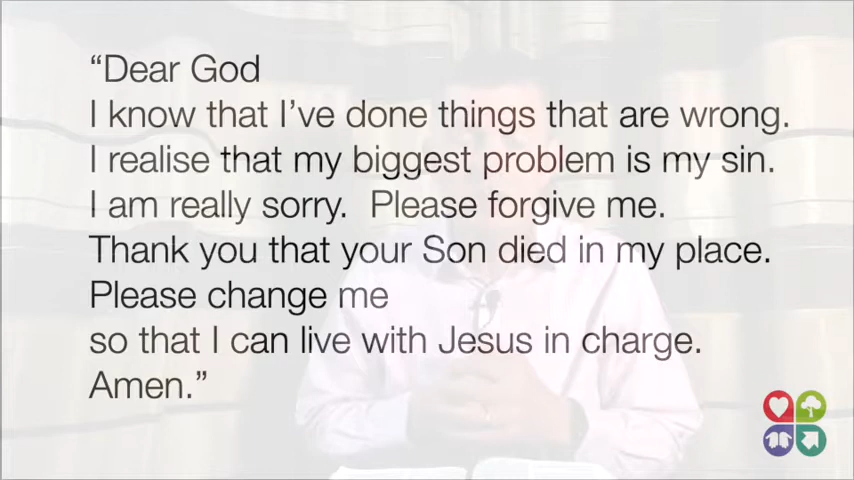 “Dear God
I know that I’ve done things that are wrong.
I realise that my biggest problem is my sin.
I am really sorry.  Please forgive me.
Thank you that your Son died in my place.
Please change me
so that I can live with Jesus in charge.
Amen.”